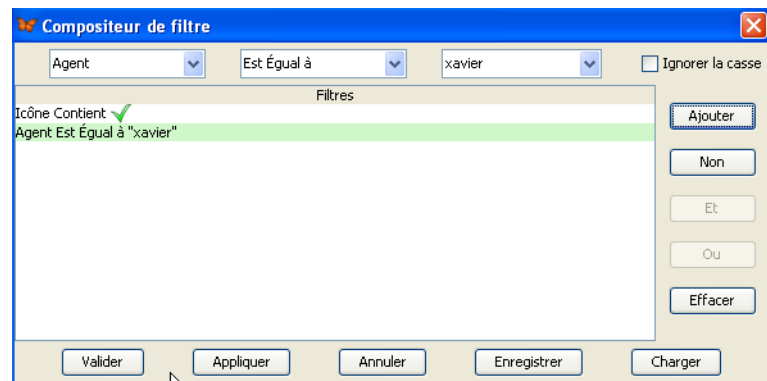 Compositeur de filtre
Agent Est Égual à xavier Ignorer la casse
Filtres
Icône Contient
Agent Est Égual à "xavier"
Ajouter
Non
Et
Ou
Effacer
Valider Appliquer Annuler Enregistrer Charger